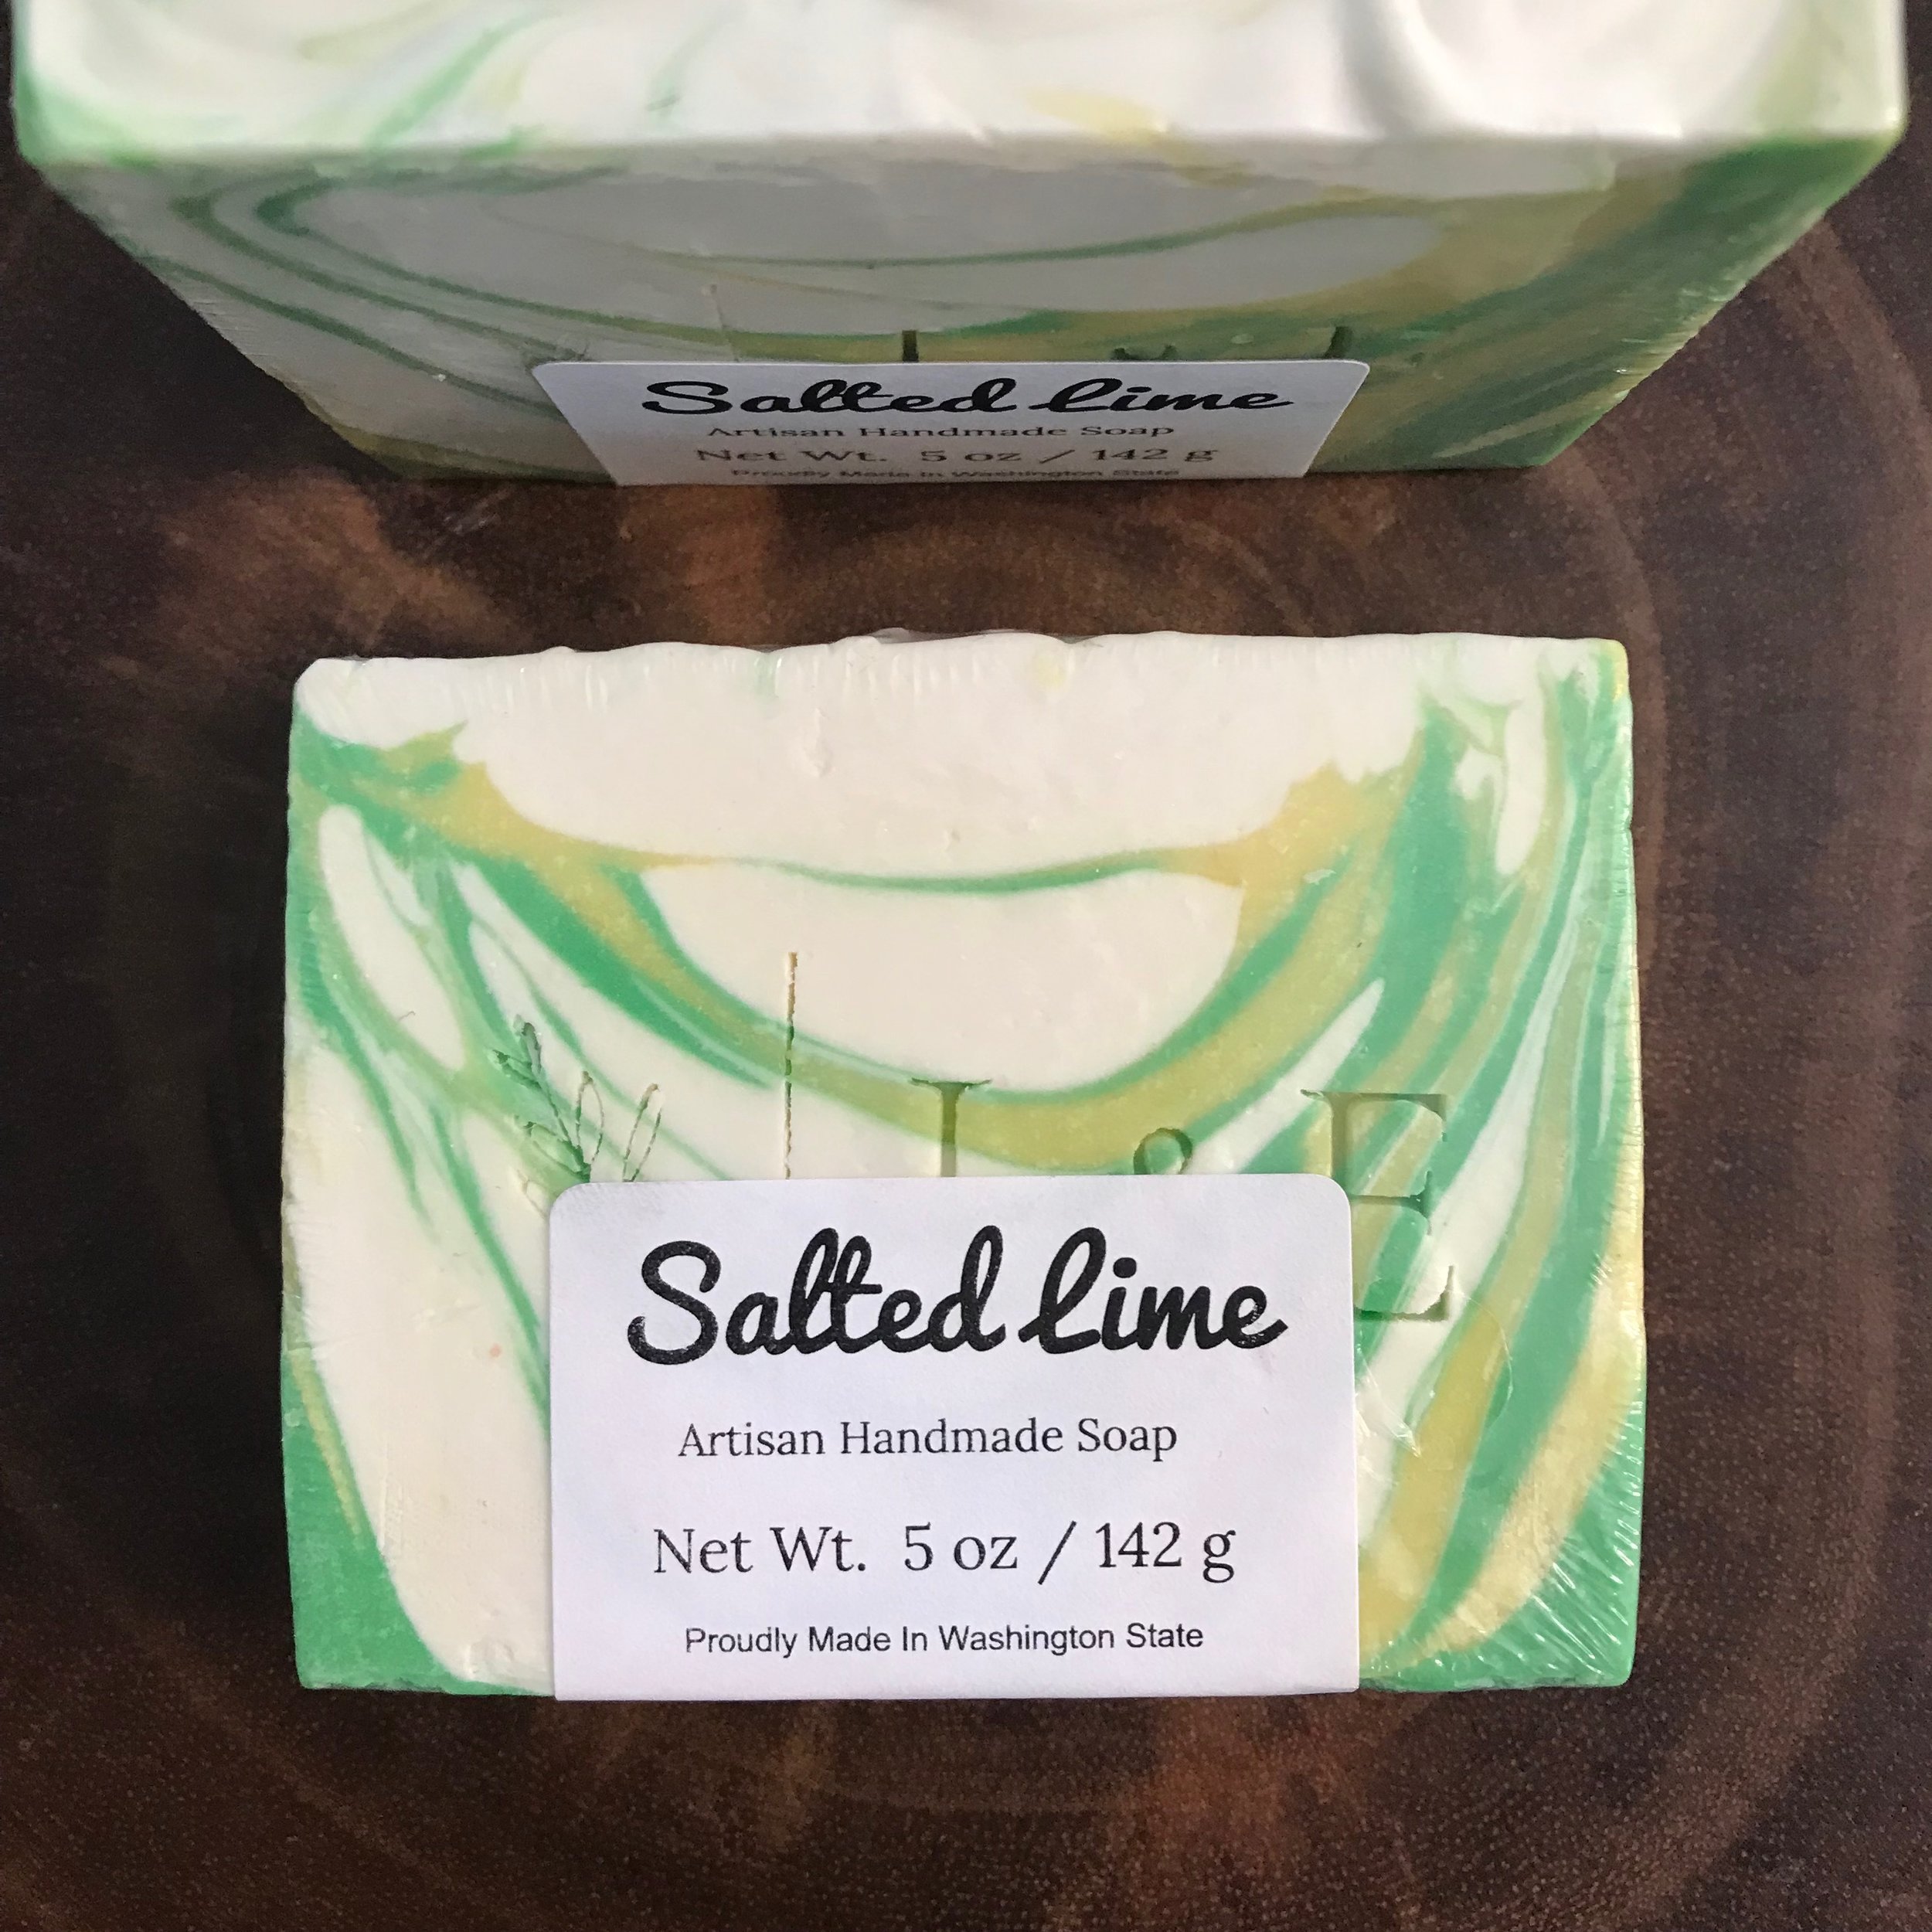 Salted Lime
Artisan Handmade Soap
Net Wt. 5 oz / 142 g
Proudly Made In Washington State
Salted Lime
Artisan Handmade Soap
Net Wt. 5 oz / 142 g
Proudly Made In Washington State